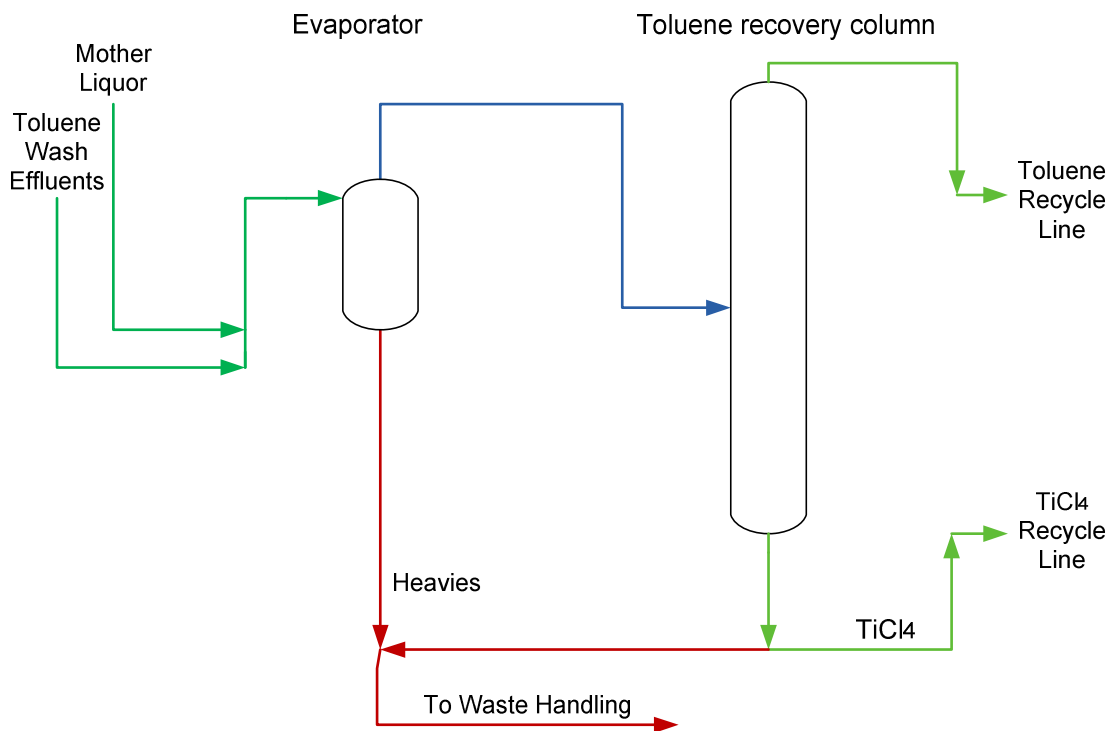 Evaporator
Toluene recovery column
Mother
Liquor
Toluene
Wash
Effluents
Toluene
Recycle
Line
TiCl4
Recycle
Line
Heavies
TiCl4
To Waste Handling